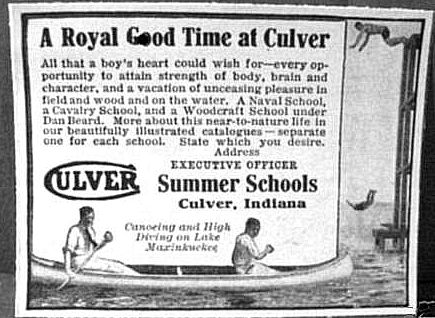 A Royal Good Time at Culver
All that a boy's heart could wish for—every op-
portunity to attain strength of body, brain and
character, and a vacation of unceasing pleasure in
field and wood and on the water. A Naval School,
a Cavalry School, and a Woodcraft School under
Dan Beard. More about this near-to-nature life in
our beautifully illustrated catalogues—separate
one for each school. State which you desire.
Address
EXECUTIVE OFFICER
CULVER Summer Schools
Culver, Indiana
Canoeing and High
Diving on Lake
Maxinkuckee